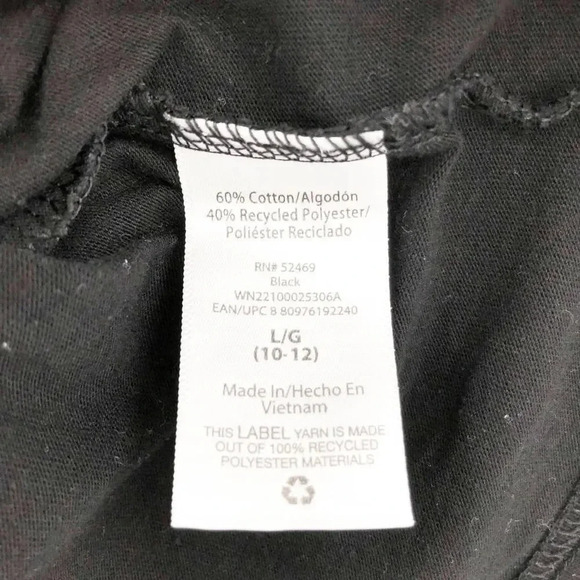 60% Cotton/Algodón
40% Recycled Polyester/
Poliéster Reciclado
RN# 52469
Black
WN22100025306A
EAN/UPC 8 80976192240
L/G
(10-12)
Made In/Hecho En
Vietnam
THIS LABEL YARN IS MADE
OUT OF 100% RECYCLED
POLYESTER MATERIALS